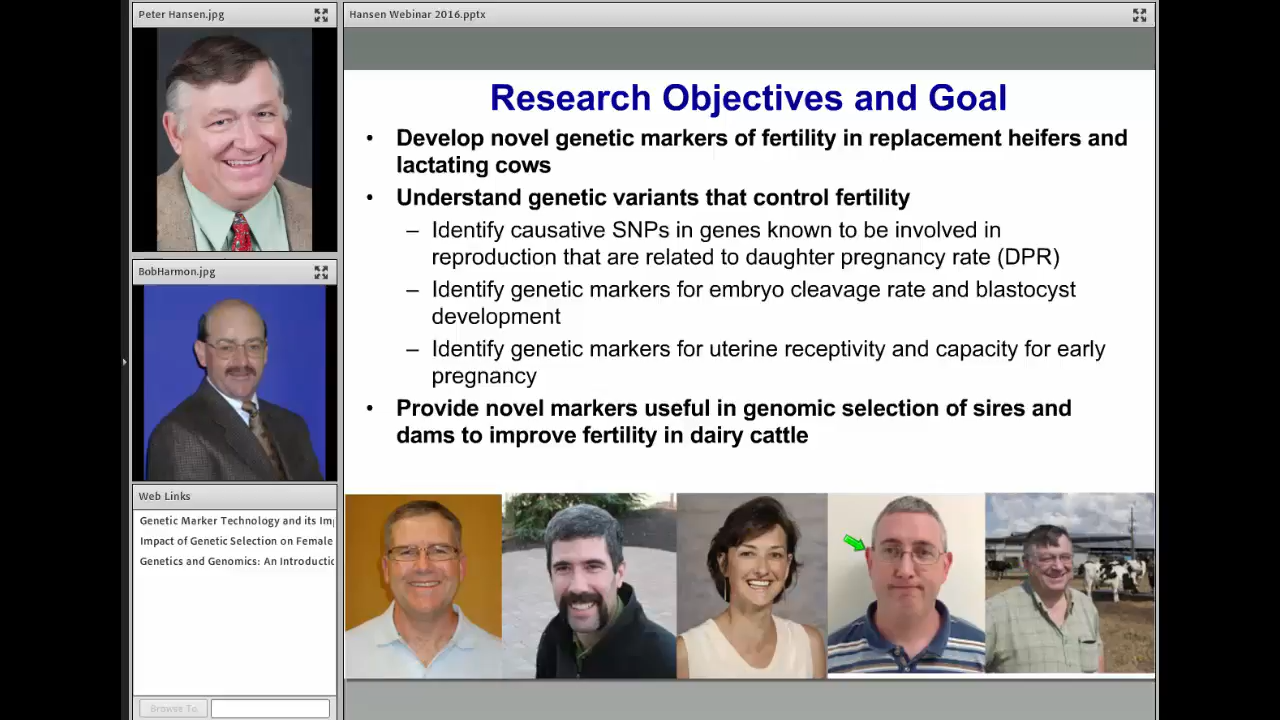 Peter Hansen.jpg
BobHarmon.jpg
Web Links
Genetic Marker Technology and its Im
Impact of Genetic Selection on Female
Genetics and Genomics: An Introductio
Browse To
Hansen Webinar 2016.pptx
Research Objectives and Goal
• Develop novel genetic markers of fertility in replacement heifers and
lactating cows
• Understand genetic variants that control fertility
– Identify causative SNPs in genes known to be involved in
reproduction that are related to daughter pregnancy rate (DPR)
– Identify genetic markers for embryo cleavage rate and blastocyst
development
– Identify genetic markers for uterine receptivity and capacity for early
pregnancy
• Provide novel markers useful in genomic selection of sires and
dams to improve fertility in dairy cattle